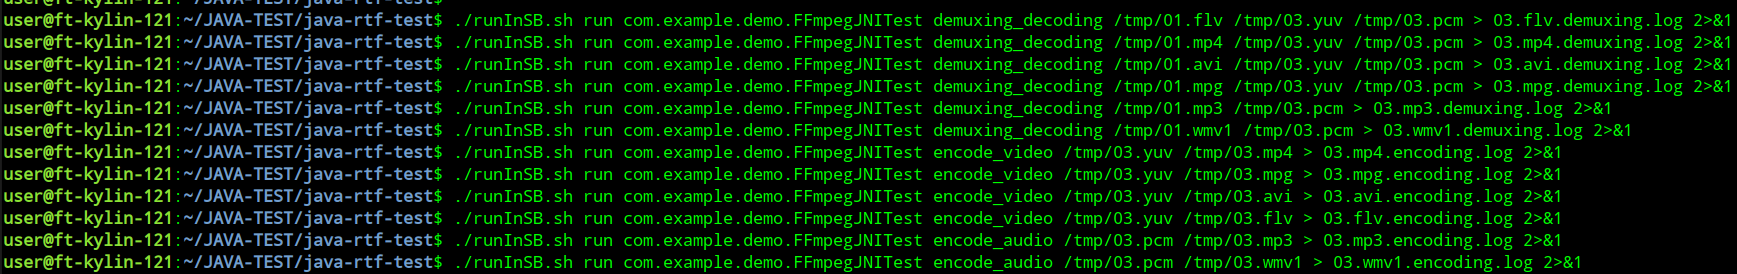 user@ft-kylin-121:~/JAVA-TEST/java-rtf-test$ ./runInSB.sh run com.example.demo.FFmpegJNITest demuxing_decoding /tmp/01.flv /tmp/03.yuv /tmp/03.pcm > 03.flv.demuxing.log 2>&1
user@ft-kylin-121:~/JAVA-TEST/java-rtf-test$ ./runInSB.sh run com.example.demo.FFmpegJNITest demuxing_decoding /tmp/01.mp4 /tmp/03.yuv /tmp/03.pcm > 03.mp4.demuxing.log 2>&1
user@ft-kylin-121:~/JAVA-TEST/java-rtf-test$ ./runInSB.sh run com.example.demo.FFmpegJNITest demuxing_decoding /tmp/01.avi /tmp/03.yuv /tmp/03.pcm > 03.avi.demuxing.log 2>&1
user@ft-kylin-121:~/JAVA-TEST/java-rtf-test$ ./runInSB.sh run com.example.demo.FFmpegJNITest demuxing_decoding /tmp/01.mpg /tmp/03.yuv /tmp/03.pcm > 03.mpg.demuxing.log 2>&1
user@ft-kylin-121:~/JAVA-TEST/java-rtf-test$ ./runInSB.sh run com.example.demo.FFmpegJNITest demuxing_decoding /tmp/01.mp3 /tmp/03.pcm > 03.mp3.demuxing.log 2>&1
user@ft-kylin-121:~/JAVA-TEST/java-rtf-test$ ./runInSB.sh run com.example.demo.FFmpegJNITest demuxing_decoding /tmp/01.wmv1 /tmp/03.pcm > 03.wmv1.demuxing.log 2>&1
user@ft-kylin-121:~/JAVA-TEST/java-rtf-test$ ./runInSB.sh run com.example.demo.FFmpegJNITest encode_video /tmp/03.yuv /tmp/03.mp4 > 03.mp4.encoding.log 2>&1
user@ft-kylin-121:~/JAVA-TEST/java-rtf-test$ ./runInSB.sh run com.example.demo.FFmpegJNITest encode_video /tmp/03.yuv /tmp/03.mpg > 03.mpg.encoding.log 2>&1
user@ft-kylin-121:~/JAVA-TEST/java-rtf-test$ ./runInSB.sh run com.example.demo.FFmpegJNITest encode_video /tmp/03.yuv /tmp/03.avi > 03.avi.encoding.log 2>&1
user@ft-kylin-121:~/JAVA-TEST/java-rtf-test$ ./runInSB.sh run com.example.demo.FFmpegJNITest encode_video /tmp/03.yuv /tmp/03.flv > 03.flv.encoding.log 2>&1
user@ft-kylin-121:~/JAVA-TEST/java-rtf-test$ ./runInSB.sh run com.example.demo.FFmpegJNITest encode_audio /tmp/03.pcm /tmp/03.mp3 > 03.mp3.encoding.log 2>&1
user@ft-kylin-121:~/JAVA-TEST/java-rtf-test$ ./runInSB.sh run com.example.demo.FFmpegJNITest encode_audio /tmp/03.pcm /tmp/03.wmv1 > 03.wmv1.encoding.log 2>&1